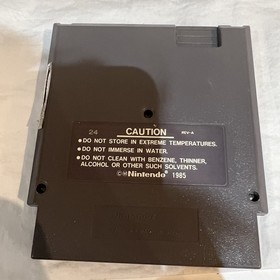 24 CAUTION REV-A
• DO NOT STORE IN EXTREME TEMPERATURES.
• DO NOT IMMERSE IN WATER.
• DO NOT CLEAN WITH BENZENE, THINNER,
ALCOHOL OR OTHER SUCH SOLVENTS.
©®Nintendo® 1985